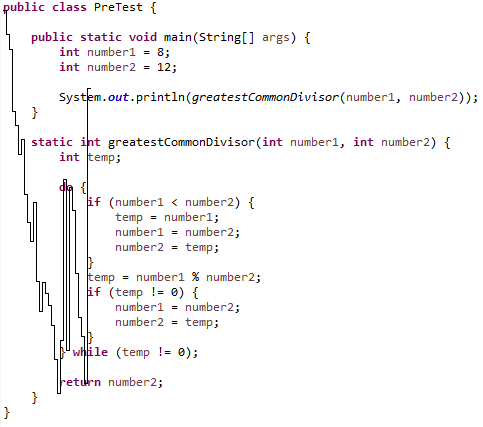 public class PreTest {
public static void main(String[] args) {
int number1 = 8;
int number2 = 12;
System.out.println(greatestCommonDivisor(number1, number2));
}
static int greatestCommonDivisor(int number1, int number2) {
int temp;
do {
if (number1 < number2) {
temp = number1;
number1 = number2;
number2 = temp;
}
temp = number1 % number2;
if (temp != 0) {
number1 = number2;
number2 = temp;
}
} while (temp != 0);
return number2;
}
}